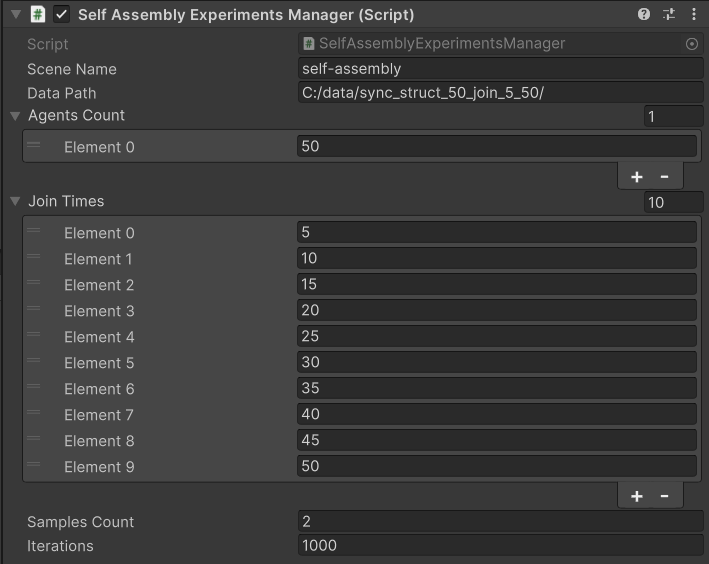 Self Assembly Experiments Manager (Script)
Script SelfAssemblyExperimentsManager
Scene Name self-assembly
Data Path C:/data/sync_struct_50_join_5_50/
Agents Count 1
Element 0 50
+ -
Join Times 10
Element 0 5
Element 1 10
Element 2 15
Element 3 20
Element 4 25
Element 5 30
Element 6 35
Element 7 40
Element 8 45
Element 9 50
+ -
Samples Count 2
Iterations 1000